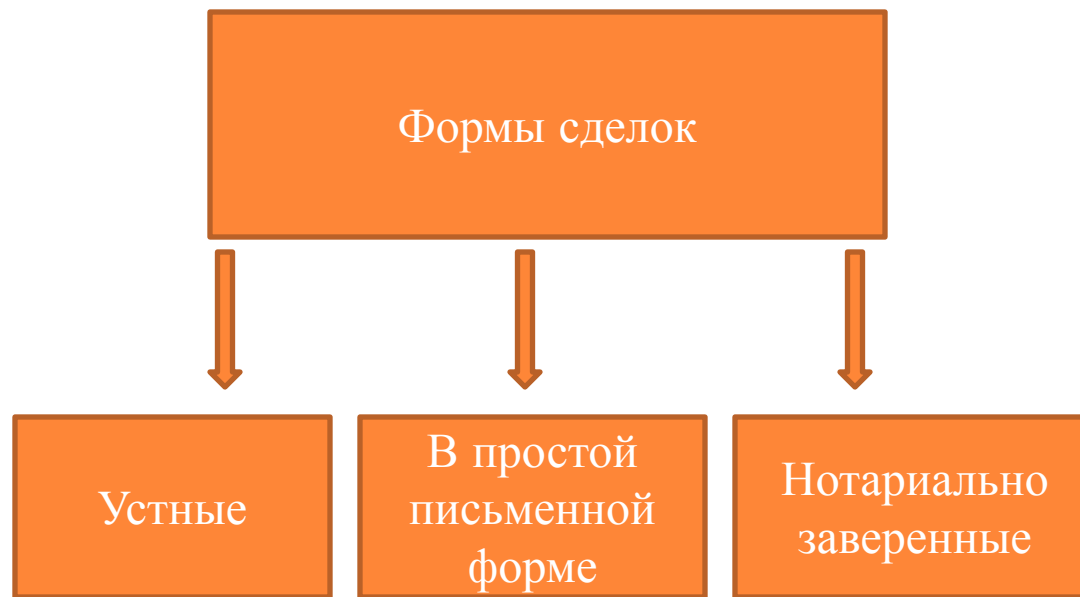 Формы сделок
Устные
В простой
письменной
форме
Нотариально
заверенные